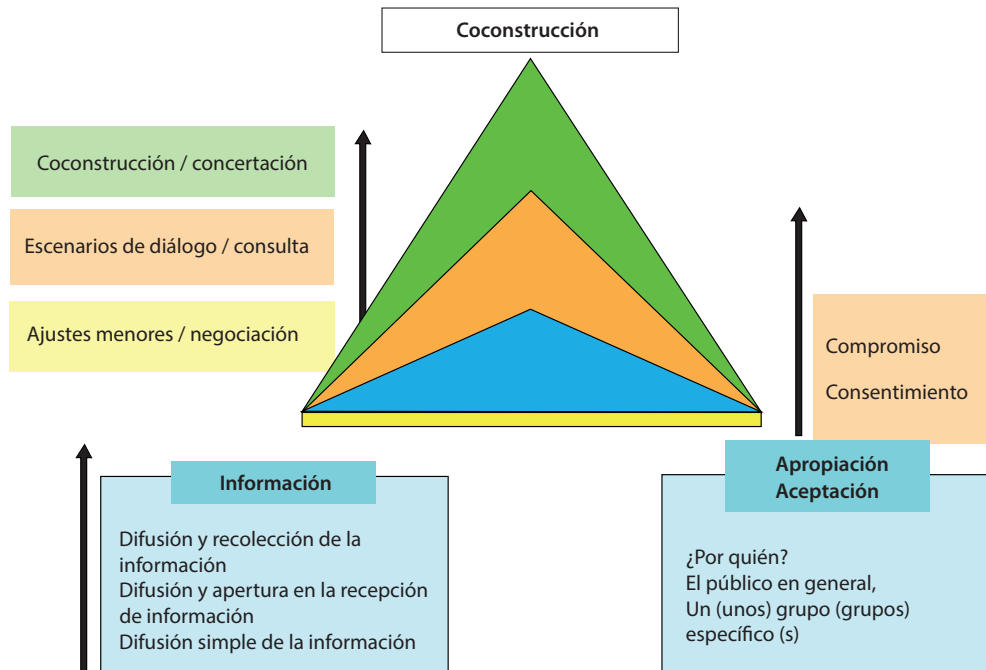 Coconstrucción
Coconstrucción / concertación
Escenarios de diálogo / consulta
Ajustes menores / negociación
Compromiso
Consentimiento
Información
Difusión y recolección de la
información
Difusión y apertura en la recepción
de información
Difusión simple de la información
Apropiación
Aceptación
¿Por quién?
El público en general,
Un (unos) grupo (grupos)
específico (s)